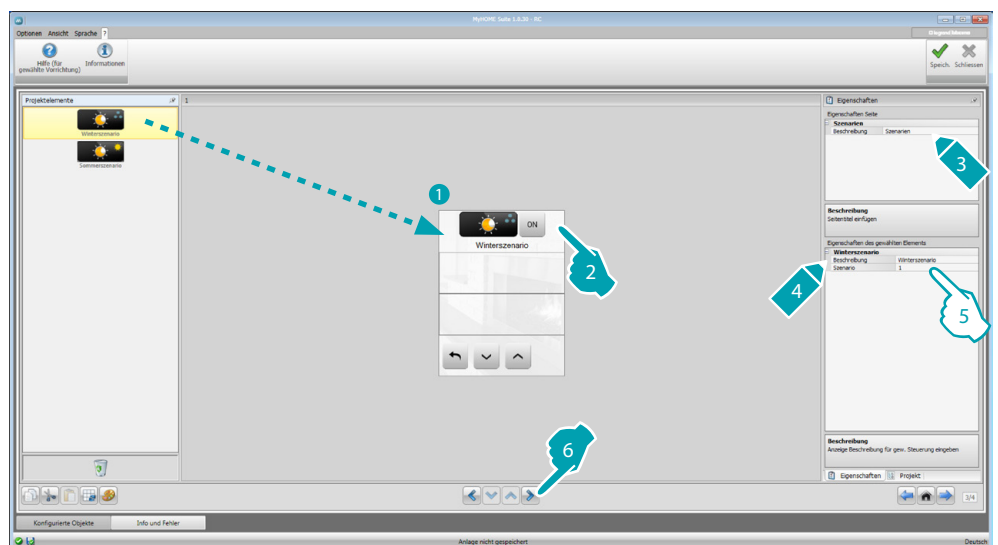 MyHOME Suite 1.0.30 - RC
Optionen Ansicht Sprache ?
Hilfe (für gewählte Vorrichtung)
Informationen
Speich. Schliessen
Projektelemente
1
Winterszenario
Sommerszenario
1
ON
Winterszenario
2
Eigenschaften
Eigenschaften Seite
Szenarien
Beschreibung Szenarien
3
Beschreibung
Seitentitel einfügen
Eigenschaften des gewählten Elements
Winterszenario
Beschreibung Winterszenario
Szenario 1
4
5
6
Beschreibung
Anzeige Beschreibung für gew. Steuerung eingeben
Eigenschaften Projekt
3/4
Konfigurierte Objekte Info und Fehler
Anlage nicht gespeichert
Deutsch